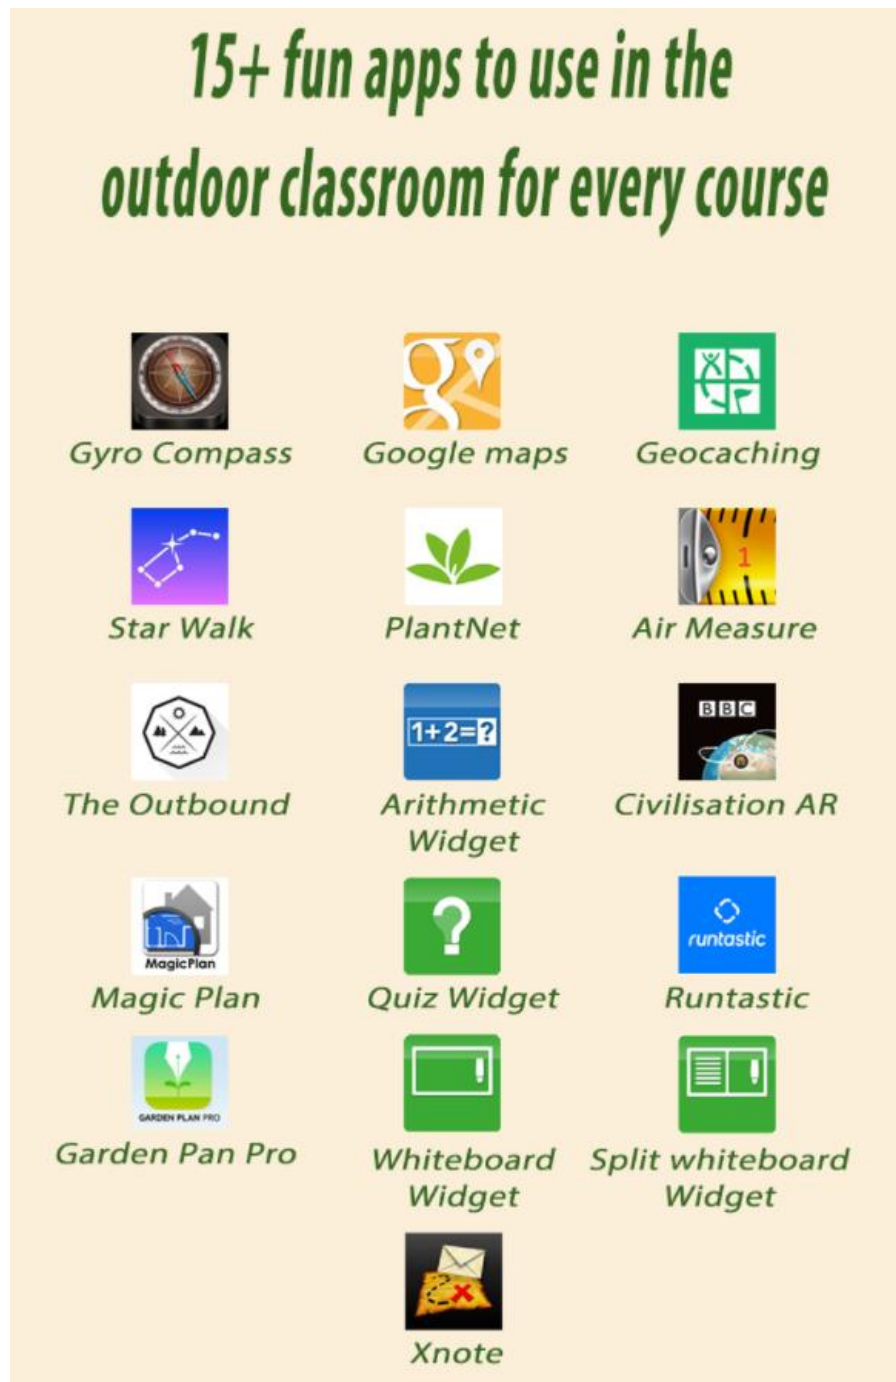 15+ fun apps to use in the
outdoor classroom for every course
Gyro Compass
Google maps
Geocaching
1
Star Walk
PlantNet
Air Measure
1+2=?
BBC
The Outbound
Arithmetic
Widget
Civilisation AR
MagicPlan
?
runtastic
Magic Plan
Quiz Widget
Runtastic
GARDEN PLAN PRO
Garden Pan Pro
Whiteboard
Widget
Split whiteboard
Widget
Xnote